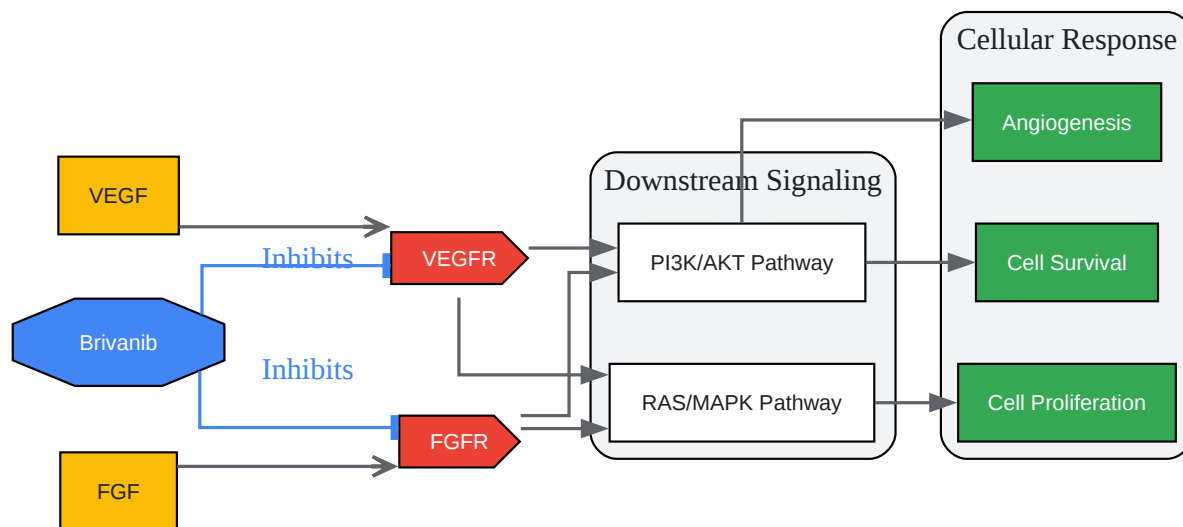 Cellular Response
Angiogenesis
VEGF
Downstream Signaling
Inhibits
VEGFR
PI3K/AKT Pathway
Cell Survival
Brivanib
Inhibits
RAS/MAPK Pathway
Cell Proliferation
FGFR
FGF